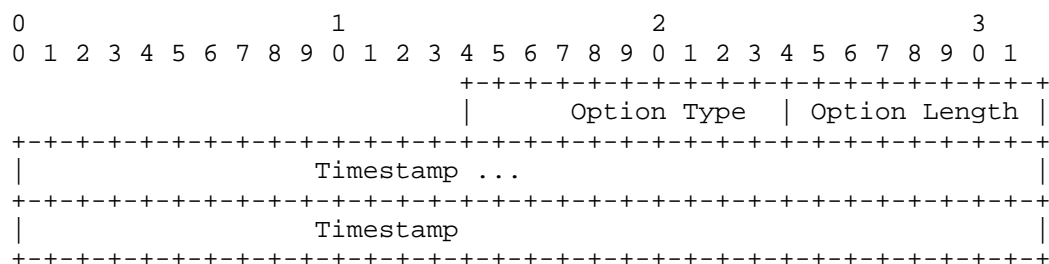 0                   1                   2                   3
0 1 2 3 4 5 6 7 8 9 0 1 2 3 4 5 6 7 8 9 0 1 2 3 4 5 6 7 8 9 0 1
                            +-+-+-+-+-+-+-+-+-+-+-+-+-+-+-+-+-+-+
                            |      Option Type  | Option Length |
+-+-+-+-+-+-+-+-+-+-+-+-+-+-+-+-+-+-+-+-+-+-+-+-+-+-+-+-+-+-+-+-+
|                  Timestamp ...                                |
+-+-+-+-+-+-+-+-+-+-+-+-+-+-+-+-+-+-+-+-+-+-+-+-+-+-+-+-+-+-+-+-+
|                  Timestamp                                    |
+-+-+-+-+-+-+-+-+-+-+-+-+-+-+-+-+-+-+-+-+-+-+-+-+-+-+-+-+-+-+-+-+